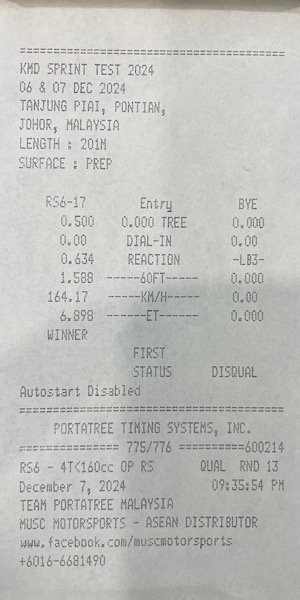 ==================================
KMD SPRINT TEST 2024
06 & 07 DEC 2024
TANJUNG PIAI, PONTIAN,
JOHOR, MALAYSIA
LENGTH : 201M
SURFACE : PREP
RS6-17 Entry BYE
0.500 0.000 TREE 0.000
0.00 DIAL-IN 0.00
0.634 REACTION -LB3-
1.588 -----60FT------ 0.000
164.17 -----KM/H------ 0.00
6.898 ------ET------- 0.000
WINNER
FIRST
STATUS DISQUAL
Autostart Disabled
==================================
PORTATREE TIMING SYSTEMS, INC.
============= 775/776 ==========600214
RS6 - 4T<160cc OP RS QUAL RND 13
December 7, 2024 09:35:54 PM
TEAM PORTATREE MALAYSIA
MUSC MOTORSPORTS - ASEAN DISTRIBUTOR
www.facebook.com/muscmotorsports
+6016-6681490